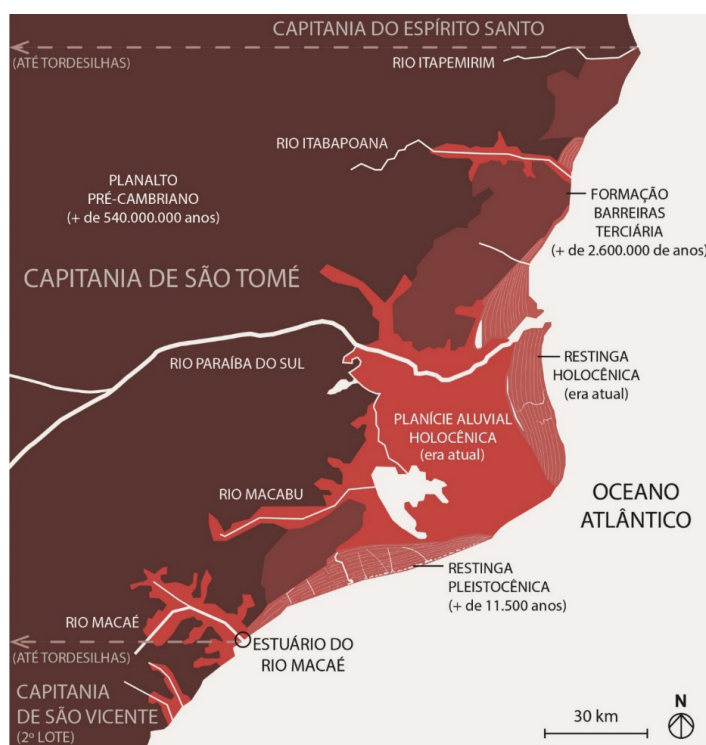 CAPITANIA DO ESPÍRITO SANTO
(ATÉ TORDESILHAS)
RIO ITAPEMIRIM
RIO ITABAPOANA
PLANALTO
PRÉ-CAMBRIANO
(+ de 540.000.000 anos)
FORMAÇÃO
BARREIRAS
TERCIÁRIA
(+ de 2.600.000 de anos)
CAPITANIA DE SÃO TOMÉ
RIO PARAÍBA DO SUL
RESTINGA
HOLOCÊNICA
(era atual)
PLANÍCIE ALUVIAL
HOLOCÊNICA
(era atual)
RIO MACABU
OCEANO
ATLÂNTICO
RESTINGA
PLEISTOCÊNICA
(+ de 11.500 anos)
RIO MACAÉ
ESTUÁRIO DO
RIO MACAÉ
(ATÉ TORDESILHAS)
CAPITANIA
DE SÃO VICENTE
(2º LOTE)
30 km
N